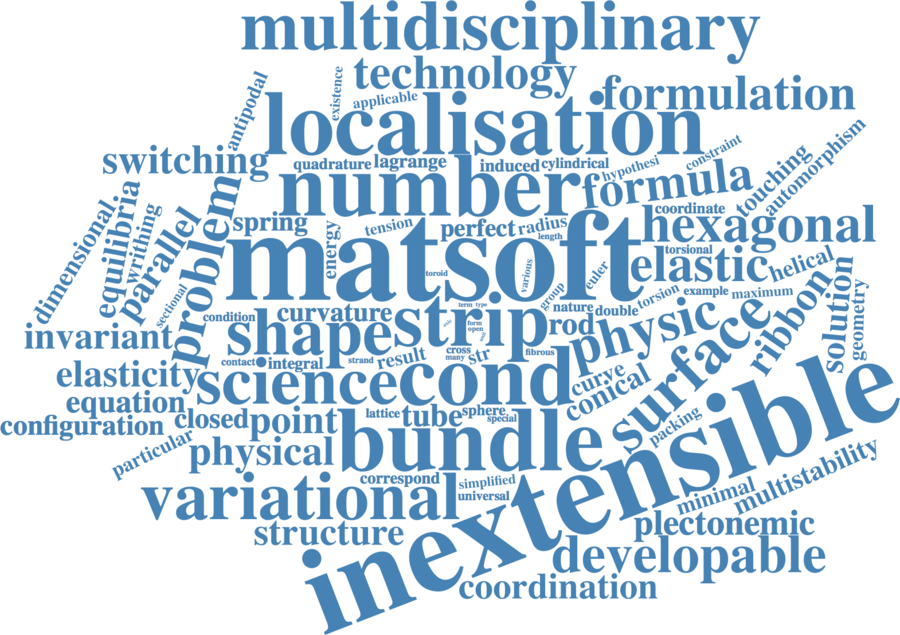 multidisciplinary
technology
existence
applicable
antipodal
formulation
localisation
switching
quadrature
lagrange
induced
cylindrical
hypothesi
constraint
touching
automorphism
number
formula
dimensional
equilibria
writhing
parallel
problem
spring
energy
tension
perfect
radius
length
coordinate
hexagonal
matsoft
toroid
various
euler
group
torsional
elastic
helical
sectional
condition
curvature
term
type
form
open
nature
double
torsion
example
maximum
solution
geometry
invariant
shape
strip
rod
physic
ribbon
contact
integral
strand
result
cross
many
str
fibrous
elasticity
science
cond
curve
conical
surface
equation
configuration
closed
point
lattice
tube
sphere
special
packing
inextensible
particular
physical
bundle
correspond
simplified
universal
variational
minimal
multistability
structure
plectonemic
developable
coordination